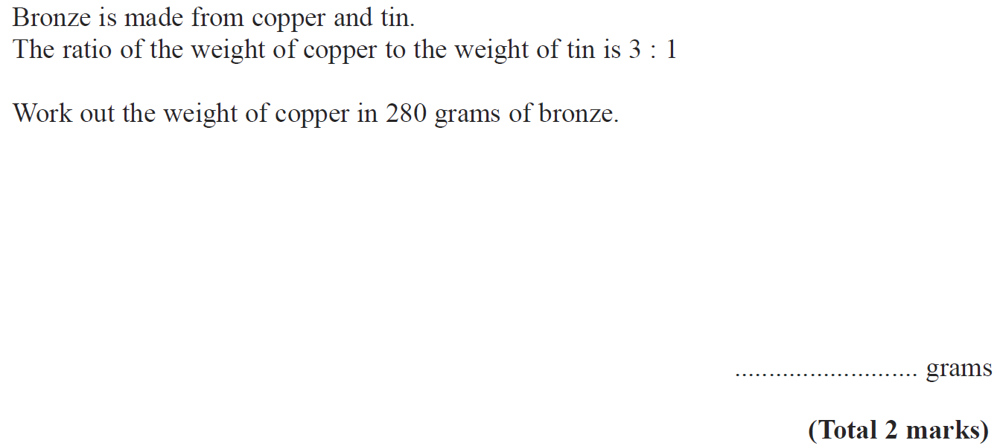 Bronze is made from copper and tin.
The ratio of the weight of copper to the weight of tin is 3 : 1
Work out the weight of copper in 280 grams of bronze.
........................... grams
(Total 2 marks)